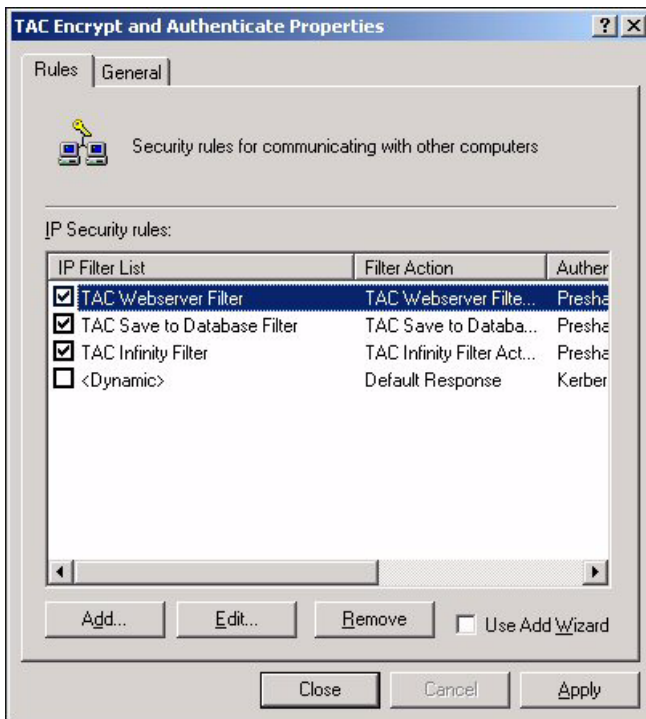 TAC Encrypt and Authenticate Properties
Rules General
Security rules for communicating with other computers
IP Security rules:
IP Filter List Filter Action Auther
TAC Webserver Filter TAC Webserver Filte... Presha
TAC Save to Database Filter TAC Save to Databa... Presha
TAC Infinity Filter TAC Infinity Filter Act... Presha
<Dynamic> Default Response Kerber
Add... Edit... Remove Use Add Wizard
Close Cancel Apply